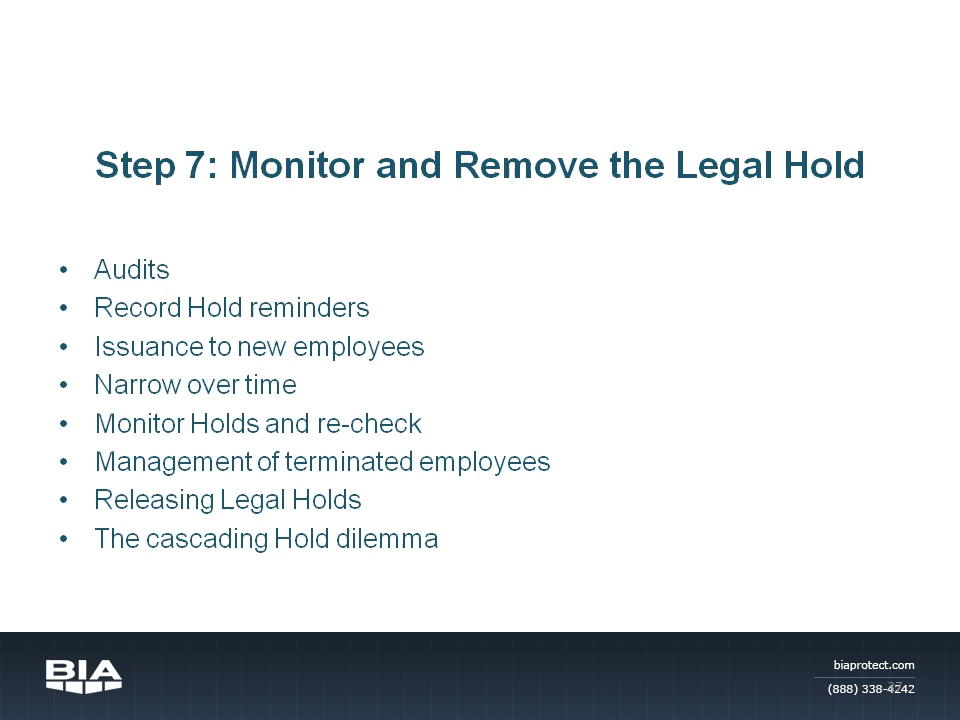 Step 7: Monitor and Remove the Legal Hold
• Audits
• Record Hold reminders
• Issuance to new employees
• Narrow over time
• Monitor Holds and re-check
• Management of terminated employees
• Releasing Legal Holds
• The cascading Hold dilemma
BIA
biaprotect.com
(888) 338-4242
37